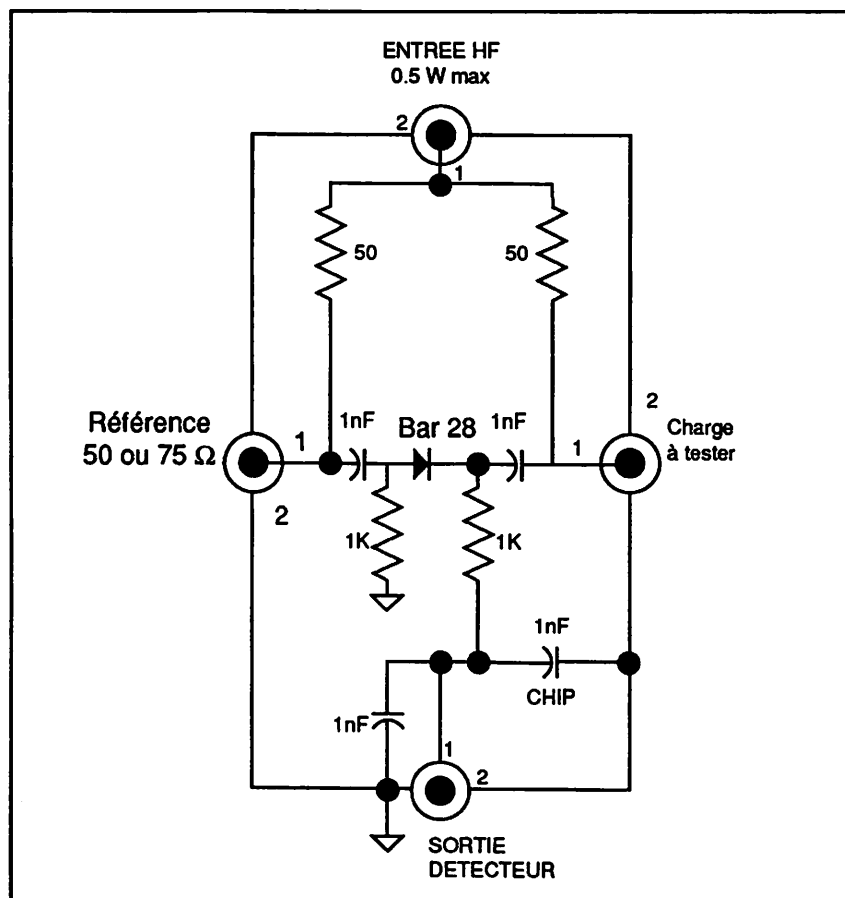 ENTREE HF
0.5 W max
2
1
50
50
Référence
50 ou 75 Ω
1
1nF
Bar 28
1nF
1
2
Charge
à tester
2
1K
1K
1nF
CHIP
1nF
1
2
SORTIE
DETECTEUR